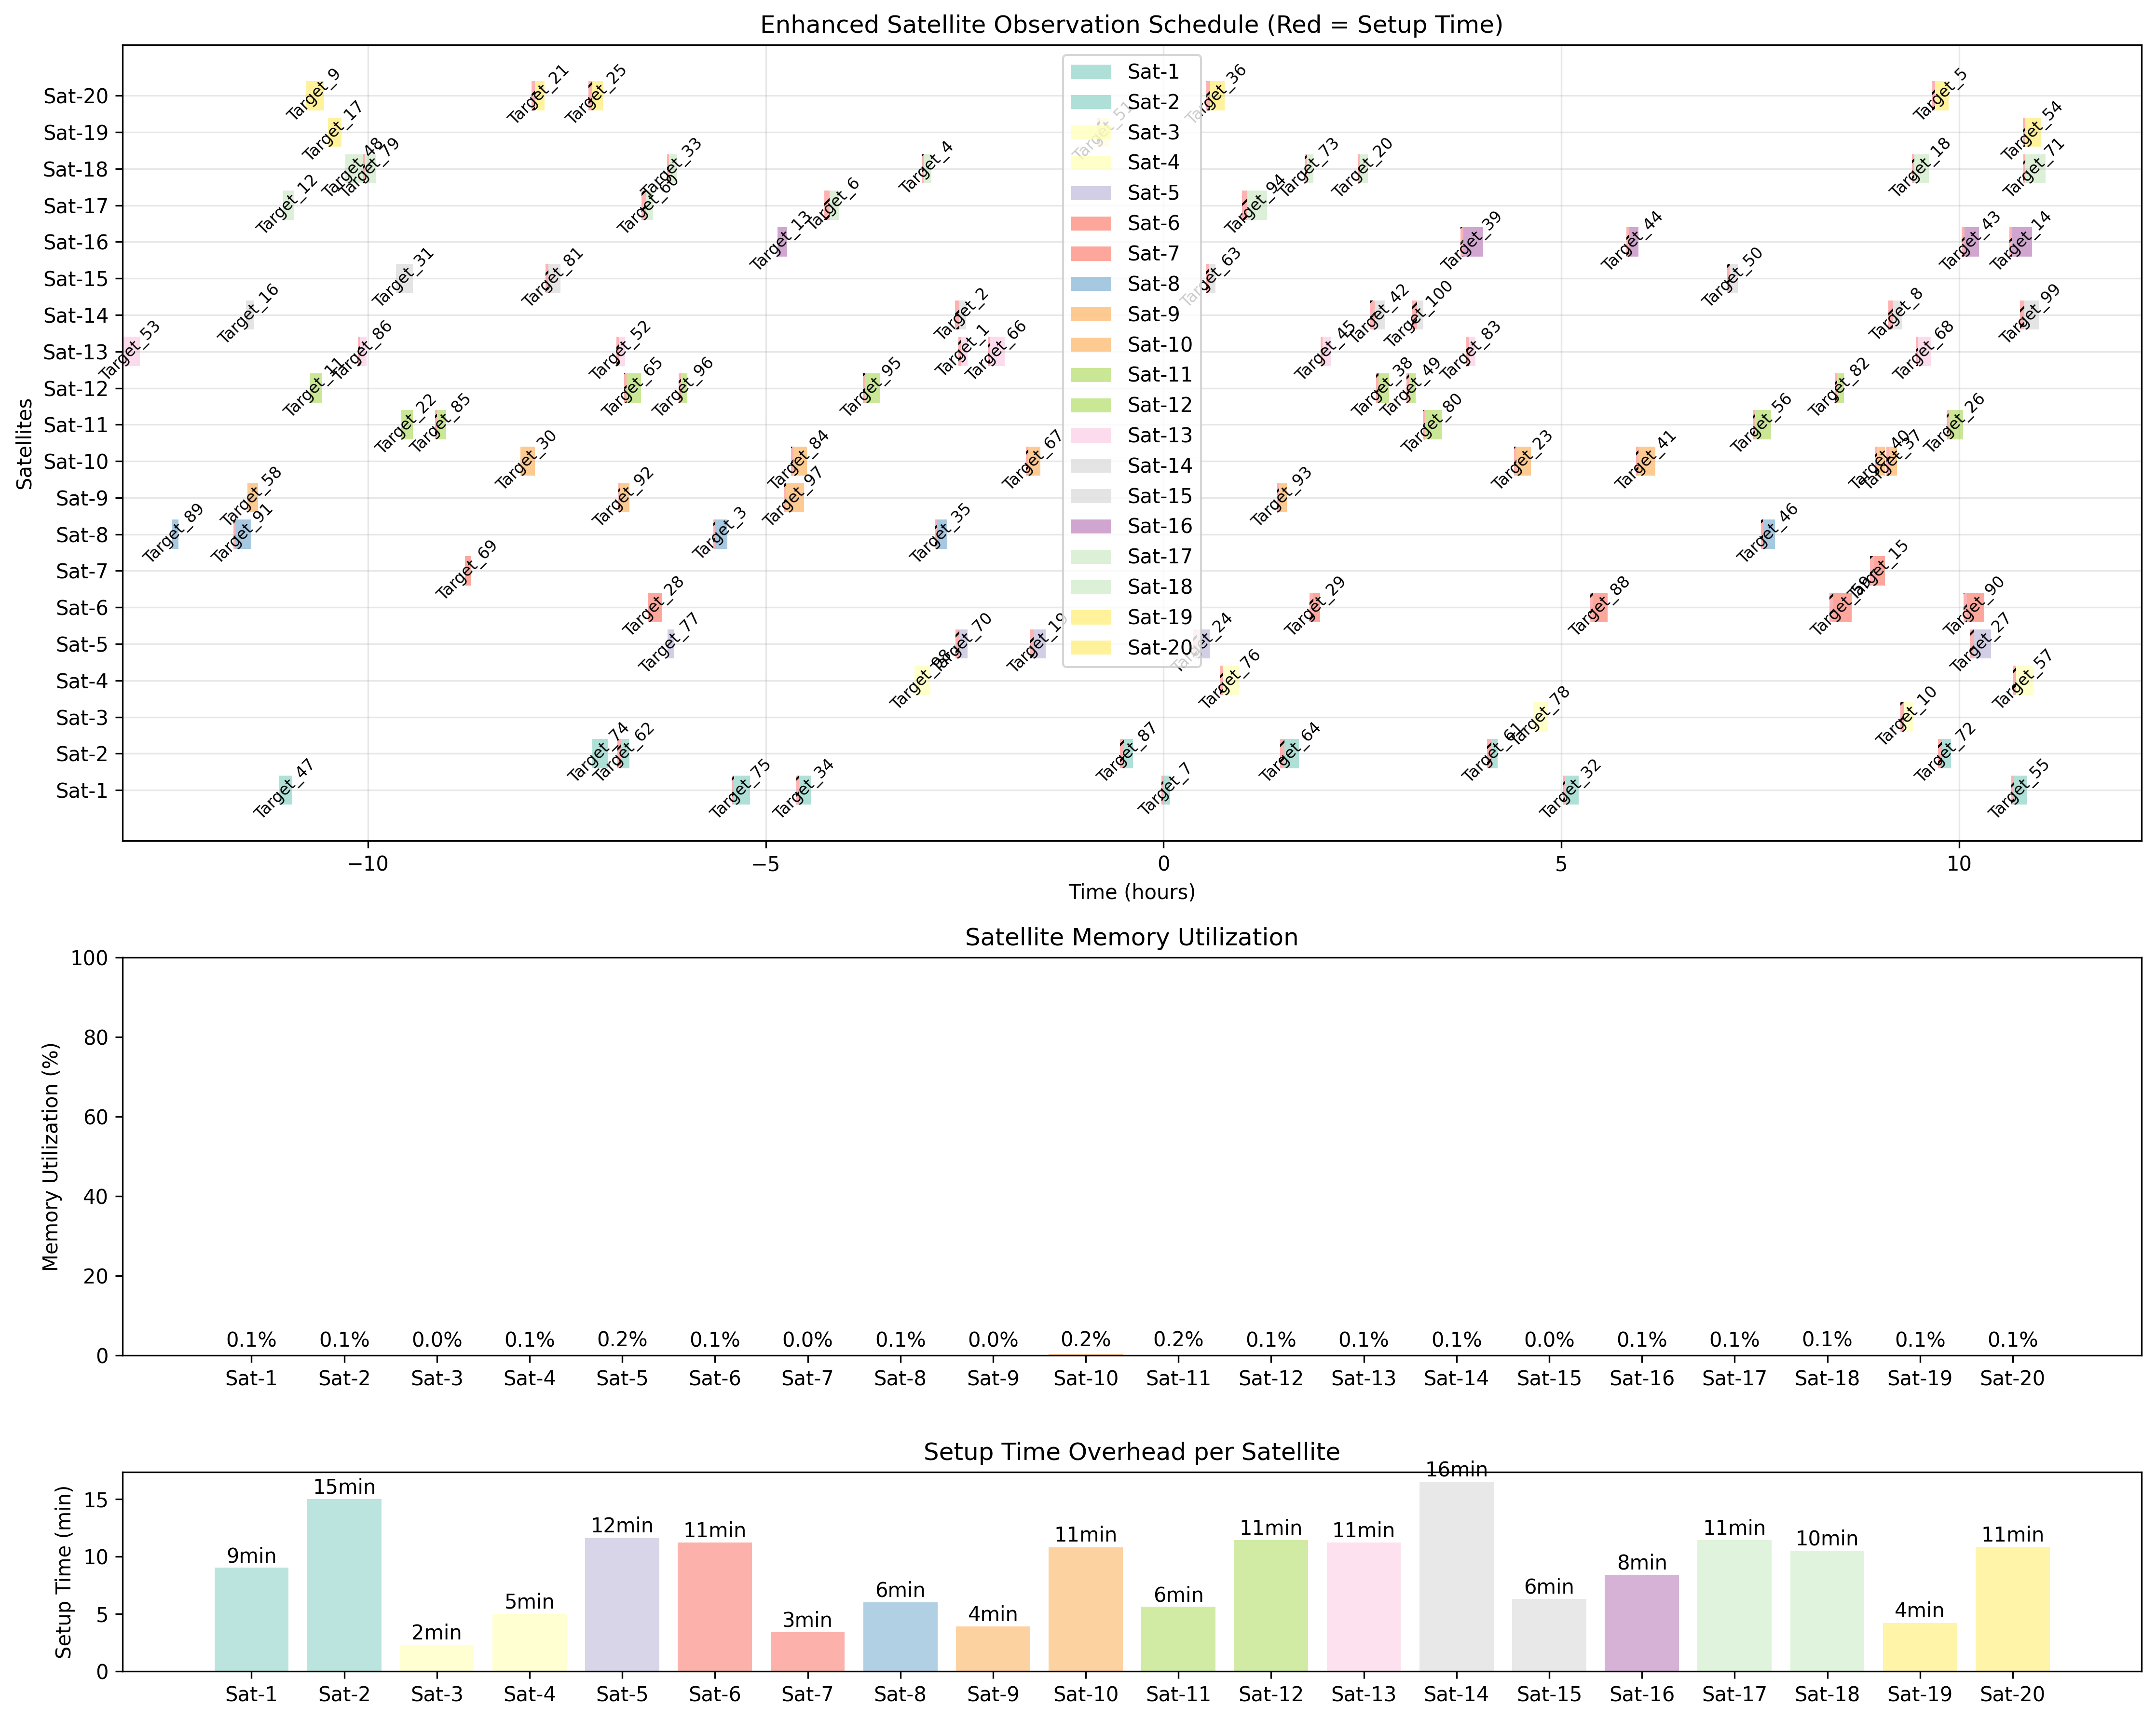 Enhanced Satellite Observation Schedule (Red = Setup Time)
Satellites
Sat-20
Target_9
Target_21
Target_25
Target_36
Target_5
Sat-19
Target_17
Target_51
Target_54
Sat-18
Target_48
Target_79
Target_33
Target_4
Target_73
Target_20
Target_18
Target_71
Sat-17
Target_12
Target_60
Target_6
Target_94
Sat-16
Target_13
Target_39
Target_44
Target_43
Target_14
Sat-15
Target_31
Target_81
Target_63
Target_50
Sat-14
Target_16
Target_2
Target_42
Target_100
Target_8
Target_99
Sat-13
Target_53
Target_86
Target_52
Target_1
Target_66
Target_45
Target_83
Target_68
Sat-12
Target_11
Target_65
Target_96
Target_95
Target_38
Target_49
Target_82
Sat-11
Target_22
Target_85
Target_80
Target_56
Target_26
Sat-10
Target_30
Target_84
Target_67
Target_23
Target_41
Target_40
Target_37
Sat-9
Target_58
Target_92
Target_97
Target_93
Sat-8
Target_89
Target_91
Target_3
Target_35
Target_46
Sat-7
Target_69
Target_15
Sat-6
Target_28
Target_29
Target_88
Target_90
Sat-5
Target_77
Target_70
Target_19
Target_24
Target_27
Sat-4
Target_98
Target_76
Target_57
Sat-3
Target_78
Target_10
Sat-2
Target_74
Target_62
Target_87
Target_64
Target_61
Target_72
Sat-1
Target_47
Target_75
Target_34
Target_7
Target_32
Target_55
Sat-1
Sat-2
Sat-3
Sat-4
Sat-5
Sat-6
Sat-7
Sat-8
Sat-9
Sat-10
Sat-11
Sat-12
Sat-13
Sat-14
Sat-15
Sat-16
Sat-17
Sat-18
Sat-19
Sat-20
−10 −5 0 5 10
Time (hours)
Satellite Memory Utilization
Memory Utilization (%)
100
80
60
40
20
0
0.1% 0.1% 0.0% 0.1% 0.2% 0.1% 0.0% 0.1% 0.0% 0.2% 0.2% 0.1% 0.1% 0.1% 0.0% 0.1% 0.1% 0.1% 0.1% 0.1%
Sat-1 Sat-2 Sat-3 Sat-4 Sat-5 Sat-6 Sat-7 Sat-8 Sat-9 Sat-10 Sat-11 Sat-12 Sat-13 Sat-14 Sat-15 Sat-16 Sat-17 Sat-18 Sat-19 Sat-20
Setup Time Overhead per Satellite
Setup Time (min)
15
10
5
0
9min 15min 2min 5min 12min 11min 3min 6min 4min 11min 6min 11min 11min 16min 6min 8min 11min 10min 4min 11min
Sat-1 Sat-2 Sat-3 Sat-4 Sat-5 Sat-6 Sat-7 Sat-8 Sat-9 Sat-10 Sat-11 Sat-12 Sat-13 Sat-14 Sat-15 Sat-16 Sat-17 Sat-18 Sat-19 Sat-20